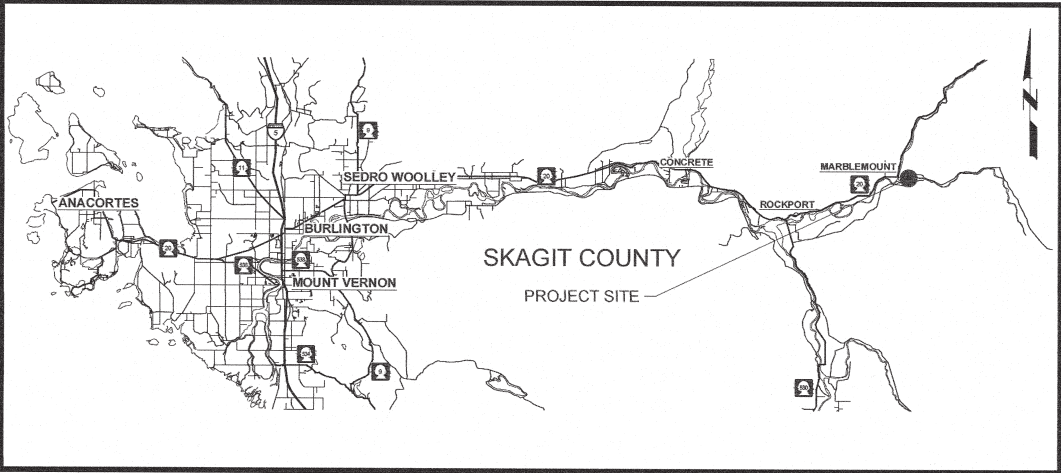 N
9
5
11
SEDRO WOOLLEY
20
CONCRETE
MARBLEMOUNT
20
ANACORTES
ROCKPORT
BURLINGTON
20
538
SKAGIT COUNTY
MOUNT VERNON
PROJECT SITE
534
9
530